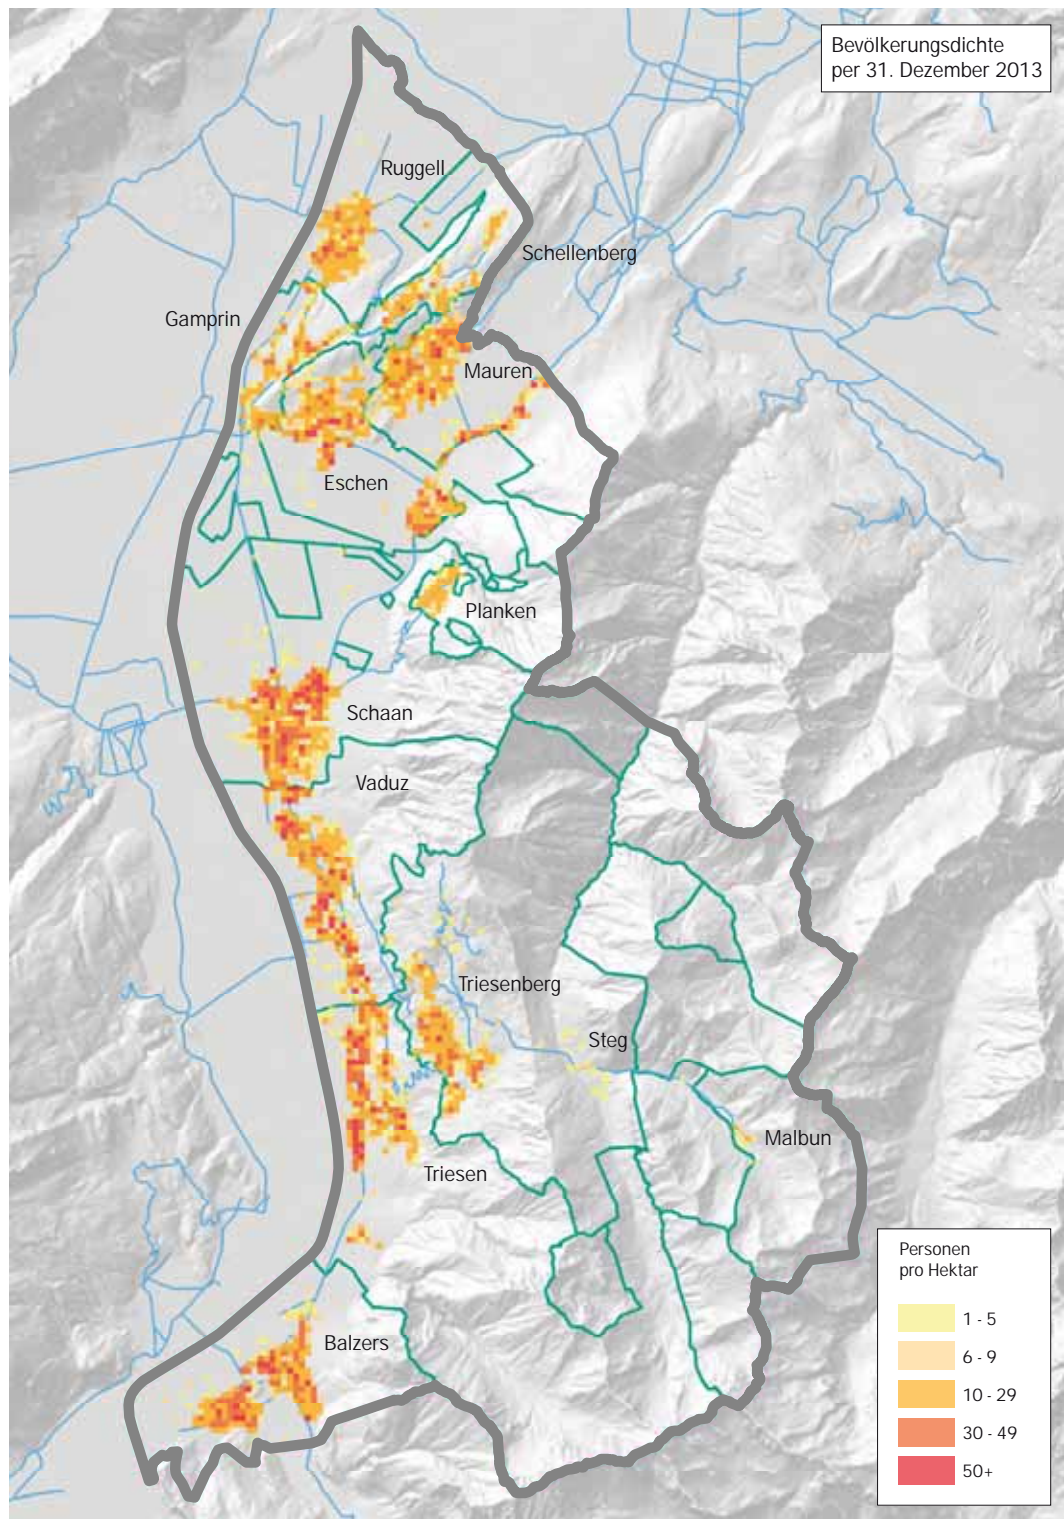 Bevölkerungsdichte
per 31. Dezember 2013
Ruggell
Schellenberg
Gamprin
Mauren
Eschen
Planken
Schaan
Vaduz
Triesenberg
Steg
Malbun
Triesen
Balzers
Personen
pro Hektar
1 - 5
6 - 9
10 - 29
30 - 49
50+